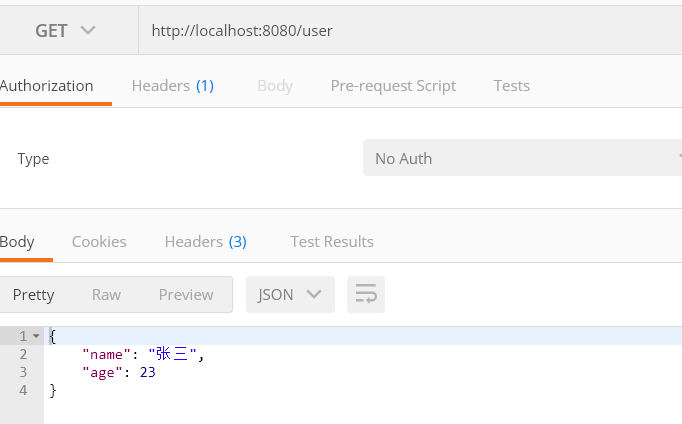 GET http://localhost:8080/user
Authorization Headers (1) Body Pre-request Script Tests
Type No Auth
Body Cookies Headers (3) Test Results
Pretty Raw Preview JSON
1 {
2 "name": "张三",
3 "age": 23
4 }